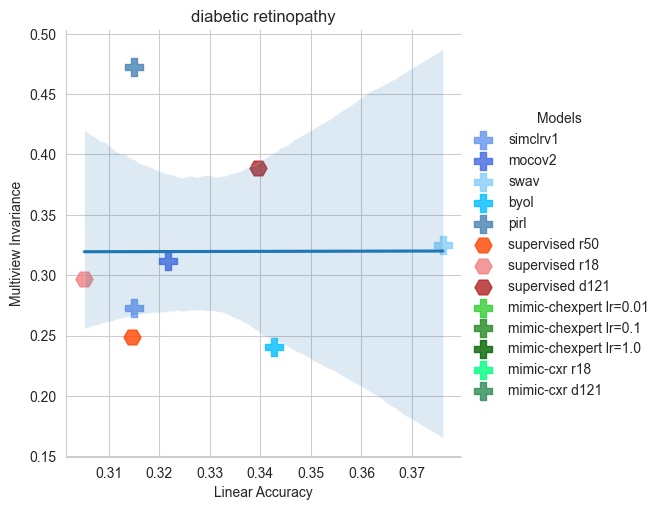 diabetic retinopathy
0.50
0.45
0.40
0.35
0.30
0.25
0.20
0.15
Multiview Invariance
0.31 0.32 0.33 0.34 0.35 0.36 0.37
Linear Accuracy
Models
simclrv1
mocov2
swav
byol
pirl
supervised r50
supervised r18
supervised d121
mimic-chexpert lr=0.01
mimic-chexpert lr=0.1
mimic-chexpert lr=1.0
mimic-cxr r18
mimic-cxr d121